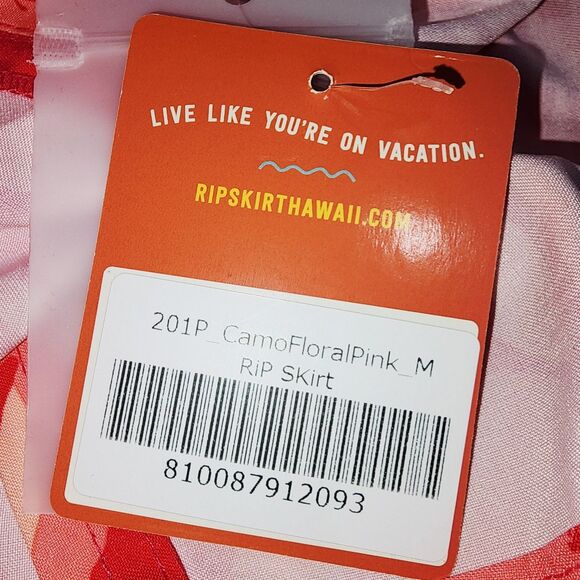 LIVE LIKE YOU'RE ON VACATION.
RIPSKIRTHAWAII.COM
201P_CamoFloralPink_M
RiP SKirt
810087912093